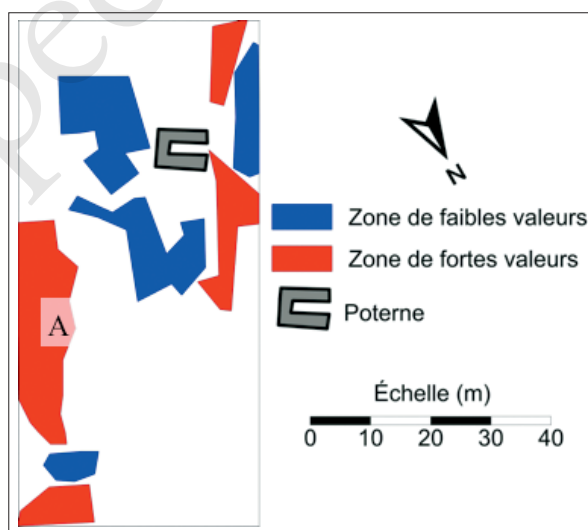 N
Zone de faibles valeurs
Zone de fortes valeurs
A
Poterne
Échelle (m)
0 10 20 30 40